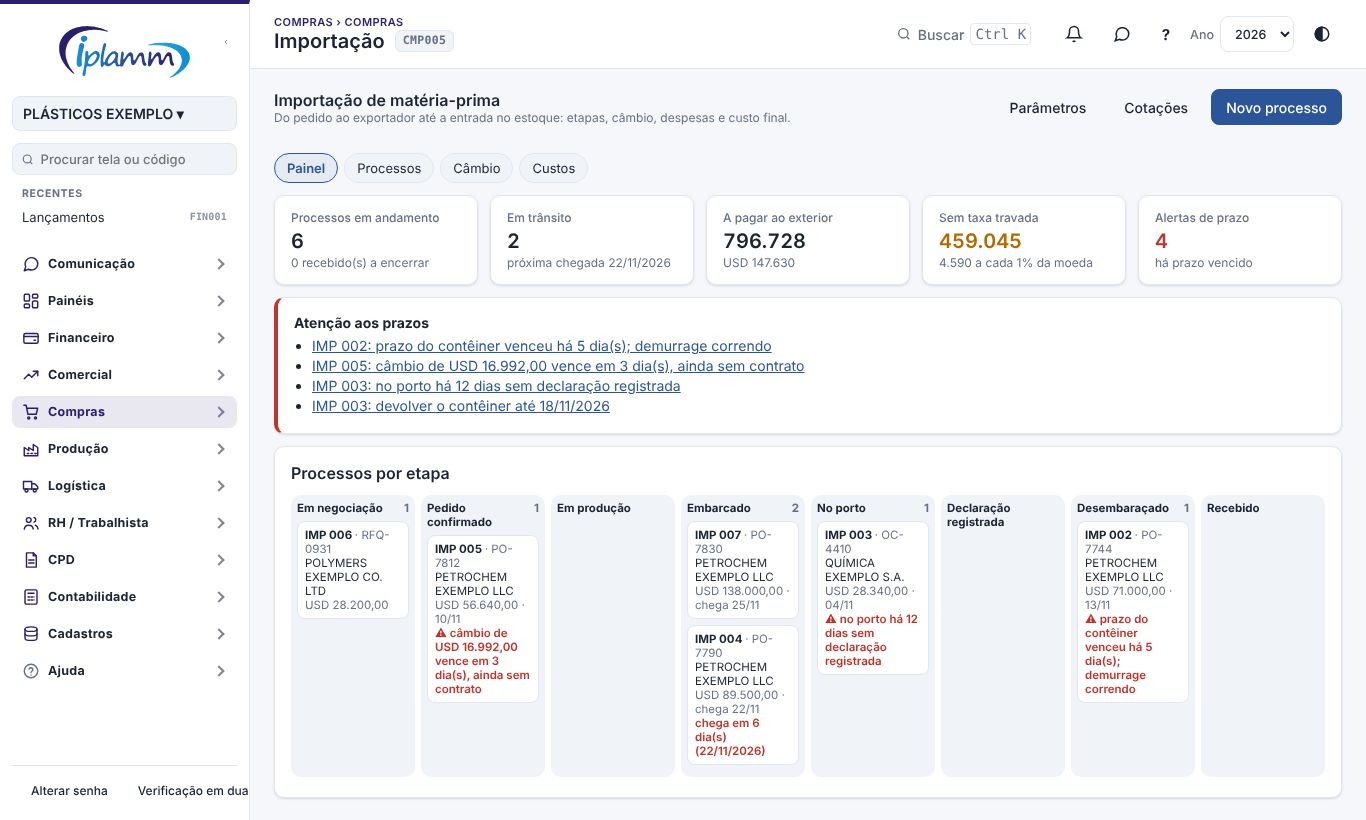 iplamm
PLÁSTICOS EXEMPLO ▾
Procurar tela ou código
RECENTES
Lançamentos FIN001
Comunicação
Painéis
Financeiro
Comercial
Compras
Produção
Logística
RH / Trabalhista
CPD
Contabilidade
Cadastros
Ajuda
Alterar senha Verificação em dua
COMPRAS › COMPRAS
Importação CMP005
Buscar Ctrl K
? Ano 2026
Importação de matéria-prima
Do pedido ao exportador até a entrada no estoque: etapas, câmbio, despesas e custo final.
Parâmetros Cotações Novo processo
Painel Processos Câmbio Custos
Processos em andamento
6
0 recebido(s) a encerrar
Em trânsito
2
próxima chegada 22/11/2026
A pagar ao exterior
796.728
USD 147.630
Sem taxa travada
459.045
4.590 a cada 1% da moeda
Alertas de prazo
4
há prazo vencido
Atenção aos prazos
• IMP 002: prazo do contêiner venceu há 5 dia(s); demurrage correndo
• IMP 005: câmbio de USD 16.992,00 vence em 3 dia(s), ainda sem contrato
• IMP 003: no porto há 12 dias sem declaração registrada
• IMP 003: devolver o contêiner até 18/11/2026
Processos por etapa
Em negociação 1
IMP 006 · RFQ-
0931
POLYMERS
EXEMPLO CO.
LTD
USD 28.200,00
Pedido 1
confirmado
IMP 005 · PO-
7812
PETROCHEM
EXEMPLO LLC
USD 56.640,00 ·
10/11
⚠ câmbio de
USD 16.992,00
vence em 3
dia(s), ainda sem
contrato
Em produção
Embarcado 2
IMP 007 · PO-
7830
PETROCHEM
EXEMPLO LLC
USD 138.000,00 ·
chega 25/11
IMP 004 · PO-
7790
PETROCHEM
EXEMPLO LLC
USD 89.500,00 ·
chega 22/11
chega em 6
dia(s)
(22/11/2026)
No porto 1
IMP 003 · OC-
4410
QUÍMICA
EXEMPLO S.A.
USD 28.340,00 ·
04/11
⚠ no porto há 12
dias sem
declaração
registrada
Declaração
registrada
Desembaraçado 1
IMP 002 · PO-
7744
PETROCHEM
EXEMPLO LLC
USD 71.000,00 ·
13/11
⚠ prazo do
contêiner
venceu há 5
dia(s);
demurrage
correndo
Recebido